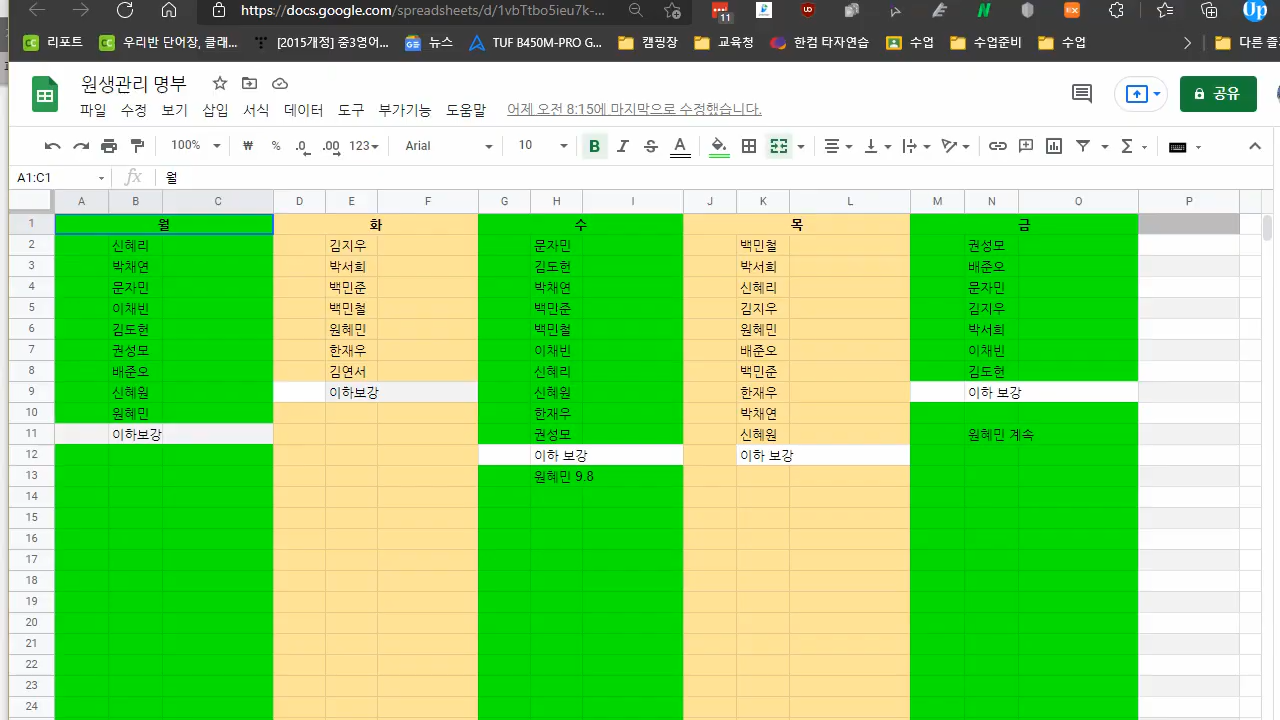 https://docs.google.com/spreadsheets/d/1vbTtbo5ieu7k-...
11
Up
리포트 우리반 단어장, 클래... [2015개정] 중3영어... 뉴스 TUF B450M-PRO G... 캠핑장 교육청 한컴 타자연습 수업 수업준비 수업 다른 즐
원생관리 명부
파일 수정 보기 삽입 서식 데이터 도구 부가기능 도움말 어제 오전 8:15에 마지막으로 수정했습니다.
공유
100% ₩ % .0 .00 123 Arial 10 B I S A
A1:C1 fx 월
A B C D E F G H I J K L M N O P
1 월 화 수 목 금
2 신혜리 김지우 문자민 백민철 권성모
3 박채연 박서희 김도현 박서희 배준오
4 문자민 백민준 박채연 신혜리 문자민
5 이채빈 백민철 백민준 김지우 김지우
6 김도현 원혜민 백민철 원혜민 박서희
7 권성모 한재우 이채빈 배준오 이채빈
8 배준오 김연서 신혜리 백민준 김도현
9 신혜원 이하보강 신혜원 한재우 이하 보강
10 원혜민 한재우 박채연
11 이하보강 권성모 신혜원 원혜민 계속
12 이하 보강 이하 보강
13 원혜민 9.8
14
15
16
17
18
19
20
21
22
23
24